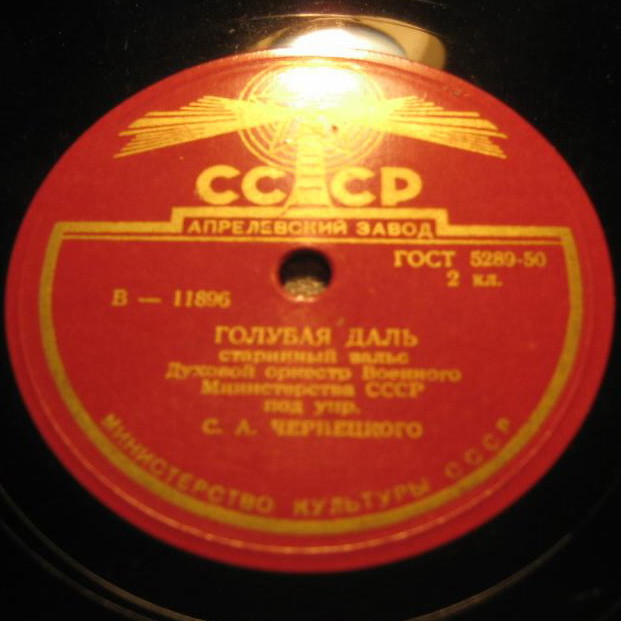 СССР
АПРЕЛЕВСКИЙ ЗАВОД
ГОСТ 5289-50
2 кл.
В — 11896
ГОЛУБАЯ ДАЛЬ
старинный вальс
Духовой оркестр Военного
Министерства СССР
под упр.
С. А. ЧЕРНЕЦКОГО
МИНИСТЕРСТВО КУЛЬТУРЫ СССР